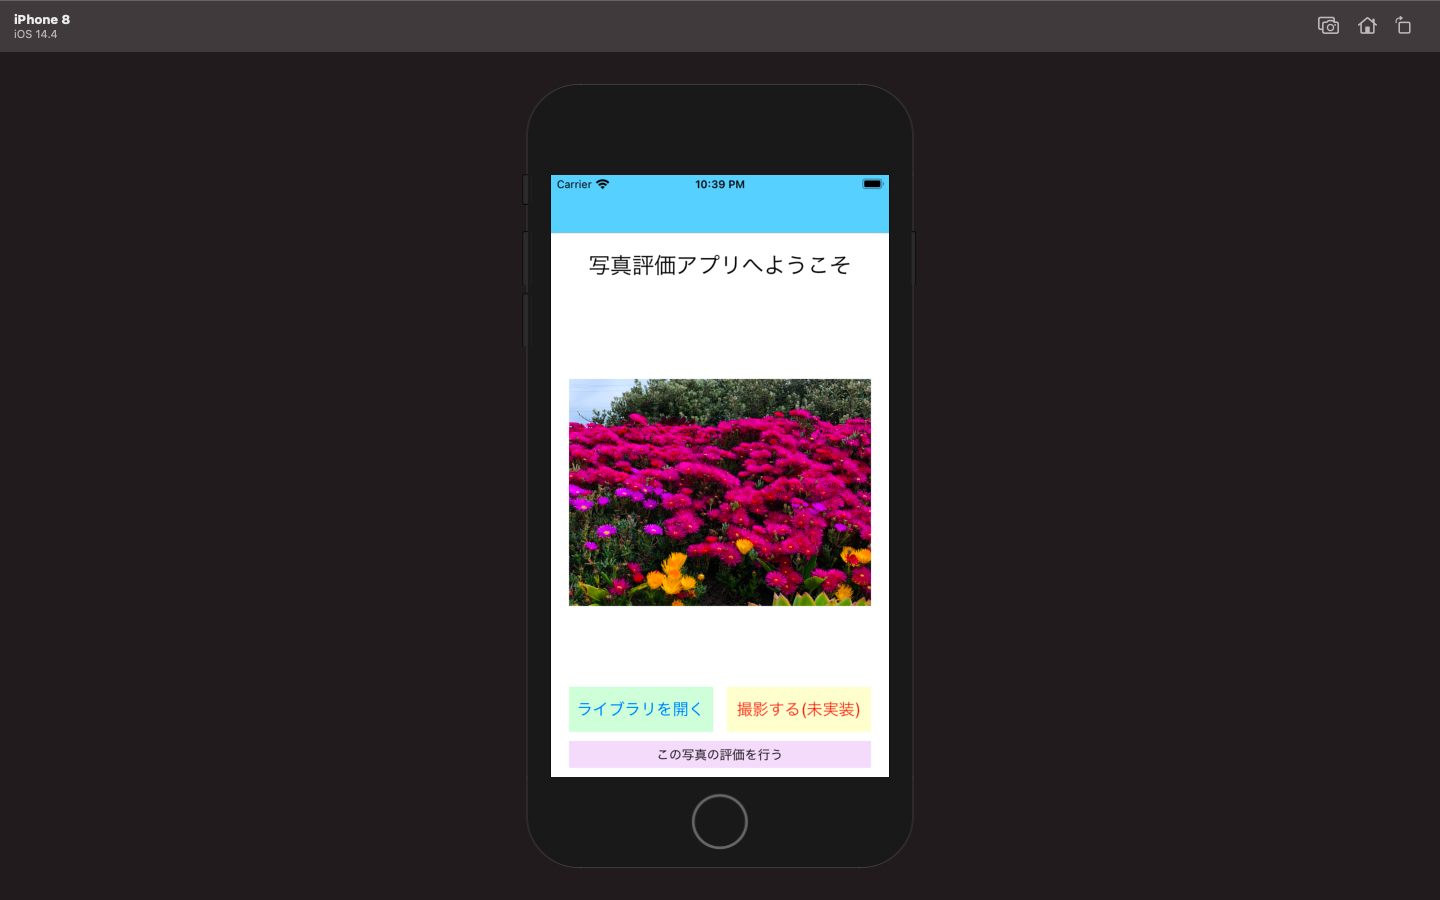 iPhone 8
iOS 14.4
Carrier 10:39 PM
写真評価アプリへようこそ
ライブラリを開く 撮影する(未実装)
この写真の評価を行う